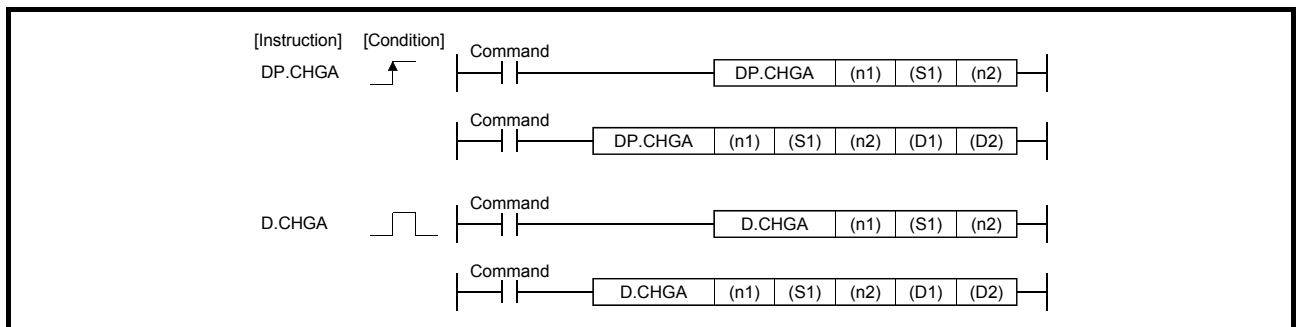 [Instruction] [Condition] Command
DP.CHGA DP.CHGA (n1) (S1) (n2)
Command
DP.CHGA (n1) (S1) (n2) (D1) (D2)
Command
D.CHGA D.CHGA (n1) (S1) (n2)
Command
D.CHGA (n1) (S1) (n2) (D1) (D2)